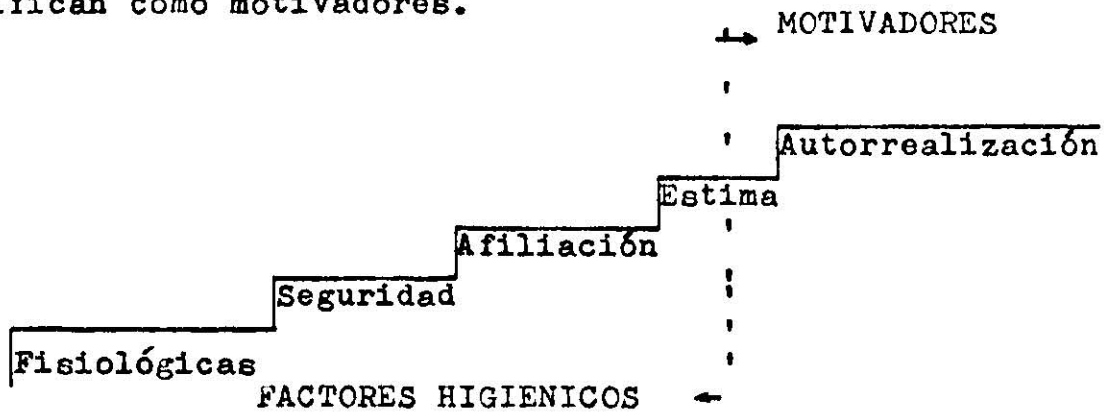 ifican como motivadores.
MOTIVADORES
Autorrealización
Estima
Afiliación
Seguridad
Fisiológicas
FACTORES HIGIENICOS